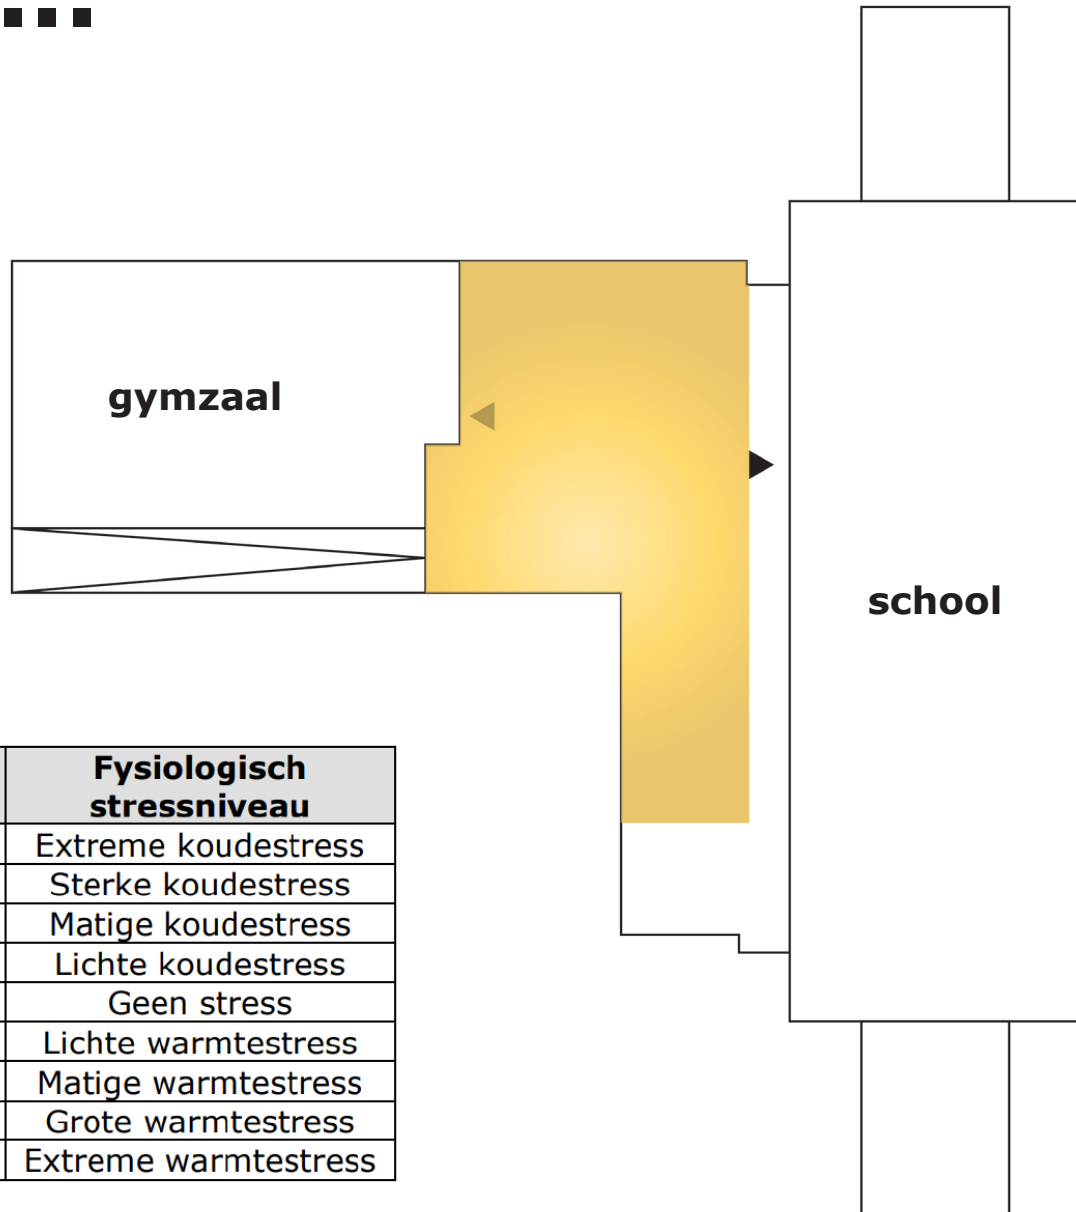 gymzaal
school
Fysiologisch
stressniveau
Extreme koudestress
Sterke koudestress
Matige koudestress
Lichte koudestress
Geen stress
Lichte warmtestress
Matige warmtestress
Grote warmtestress
Extreme warmtestress